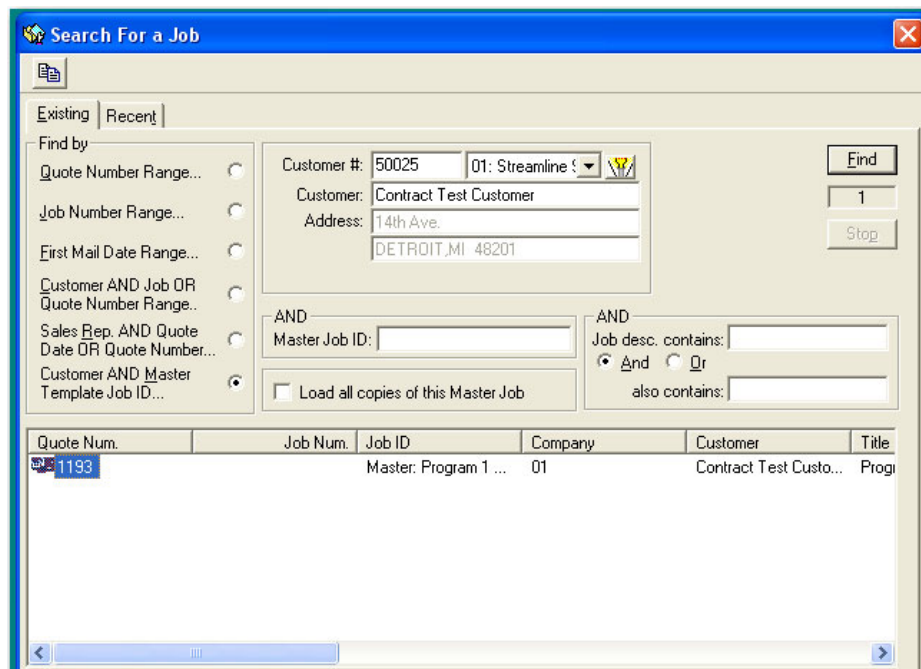 Search For a Job
Existing Recent
Find by
Quote Number Range...
Job Number Range...
First Mail Date Range...
Customer AND Job OR
Quote Number Range..
Sales Rep. AND Quote
Date OR Quote Number...
Customer AND Master
Template Job ID...
Customer #: 50025 01: Streamline
Customer: Contract Test Customer
Address: 14th Ave.
DETROIT,MI 48201
Find
1
Stop
AND
Master Job ID:
Load all copies of this Master Job
AND
Job desc. contains:
And Or
also contains:
Quote Num. Job Num. Job ID Company Customer Title
1193 Master: Program 1 ... 01 Contract Test Custo... Progr